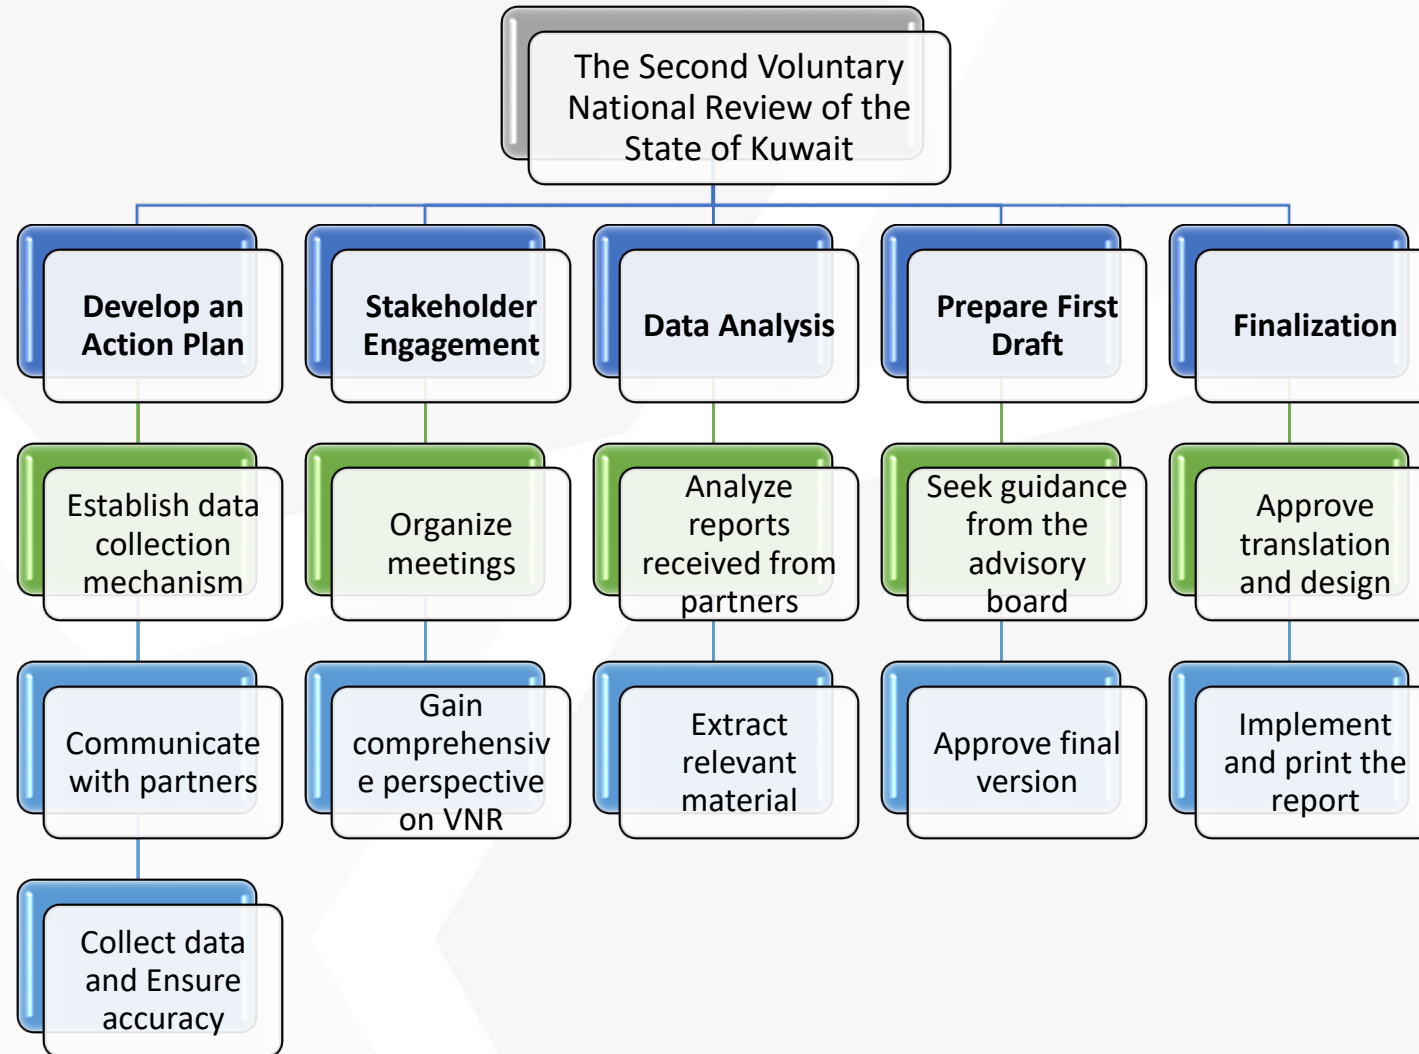 The Second Voluntary
National Review of the
State of Kuwait
Develop an
Action Plan
Stakeholder
Engagement
Data Analysis
Prepare First
Draft
Finalization
Establish data
collection
mechanism
Organize
meetings
Analyze
reports
received from
partners
Seek guidance
from the
advisory
board
Approve
translation
and design
Communicate
with partners
Gain
comprehensiv
e perspective
on VNR
Extract
relevant
material
Approve final
version
Implement
and print the
report
Collect data
and Ensure
accuracy